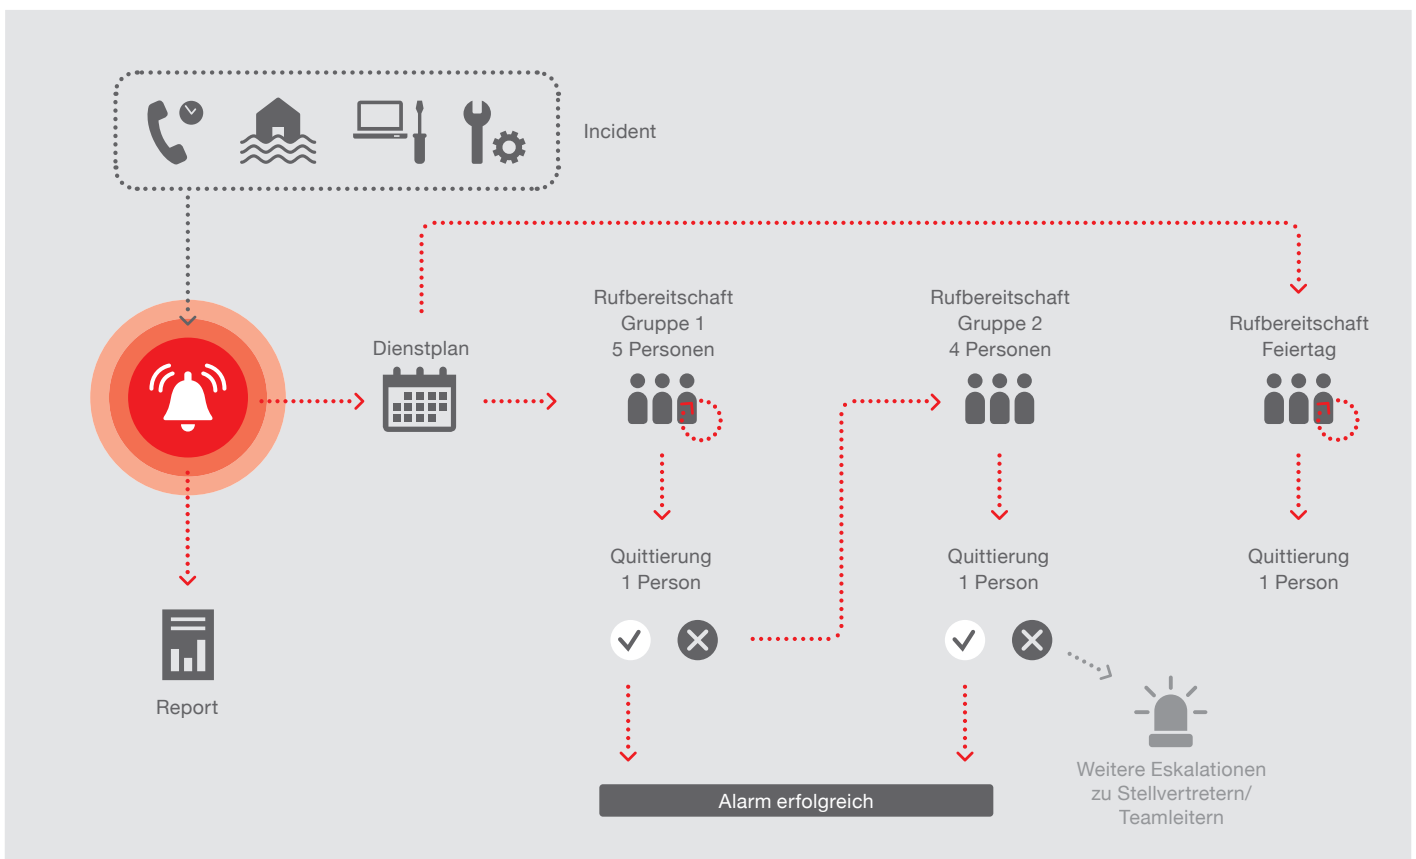 Incident
Dienstplan
Rufbereitschaft
Gruppe 1
5 Personen
Rufbereitschaft
Gruppe 2
4 Personen
Rufbereitschaft
Feiertag
Quittierung
1 Person
Quittierung
1 Person
Quittierung
1 Person
Report
Alarm erfolgreich
Weitere Eskalationen
zu Stellvertretern/
Teamleitern